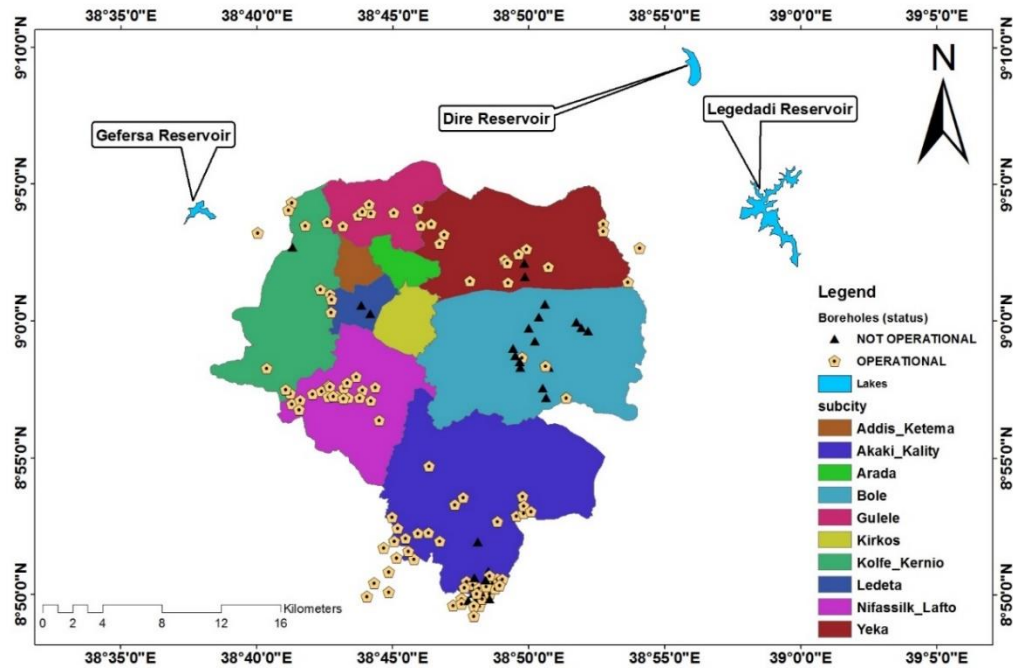 38°35'0"E 38°40'0"E 38°45'0"E 38°50'0"E 38°55'0"E 39°0'0"E 39°5'0"E
9°10'0"N
9°10'0"N
N
Dire Reservoir
Legedadi Reservoir
Gefersa Reservoir
9°5'0"N
9°5'0"N
9°0'0"N
9°0'0"N
8°55'0"N
8°55'0"N
8°50'0"N
8°50'0"N
Legend
Boreholes (status)
NOT OPERATIONAL
OPERATIONAL
Lakes
subcity
Addis_Ketema
Akaki_Kality
Arada
Bole
Gulele
Kirkos
Kolfe_Kernio
Ledeta
Nifassilk_Lafto
Yeka
Kilometers
0 2 4 8 12 16
38°35'0"E 38°40'0"E 38°45'0"E 38°50'0"E 38°55'0"E 39°0'0"E 39°5'0"E